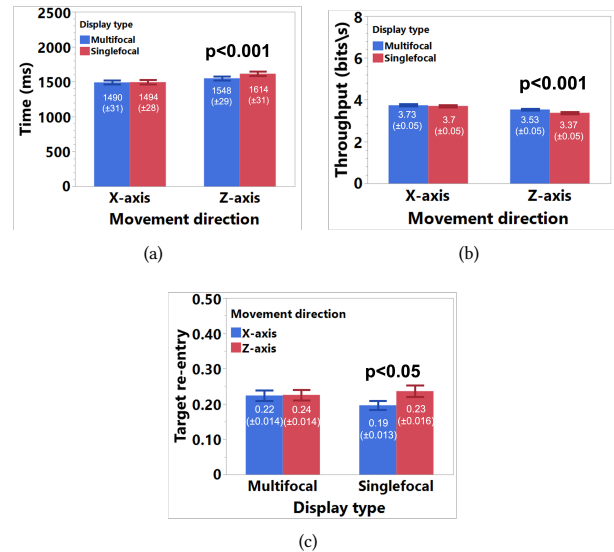 2500
2000
1500
1000
500
0
Time (ms)
Display type
Multifocal
Singlefocal
p<0.001
1490
(±31)
1494
(±28)
1548
(±29)
1614
(±31)
X-axis
Z-axis
Movement direction
(a)
8
6
4
2
0
Throughput (bits\s)
Display type
Multifocal
Singlefocal
p<0.001
3.73
(±0.05)
3.7
(±0.05)
3.53
(±0.05)
3.37
(±0.05)
X-axis
Z-axis
Movement direction
(b)
0.50
0.40
0.30
0.20
0.10
0
Target re-entry
Movement direction
X-axis
Z-axis
p<0.05
0.22
(±0.014)
0.24
(±0.014)
0.19
(±0.013)
0.23
(±0.016)
Multifocal
Singlefocal
Display type
(c)